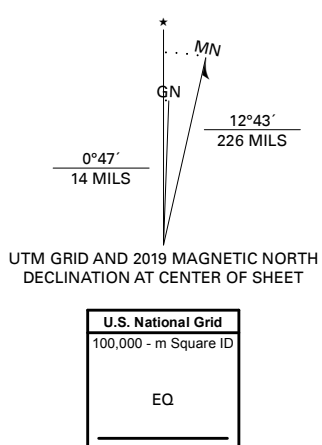 ★
MN
GN
12°43´
226 MILS
0°47´
14 MILS
UTM GRID AND 2019 MAGNETIC NORTH
DECLINATION AT CENTER OF SHEET
U.S. National Grid
100,000 - m Square ID
EQ